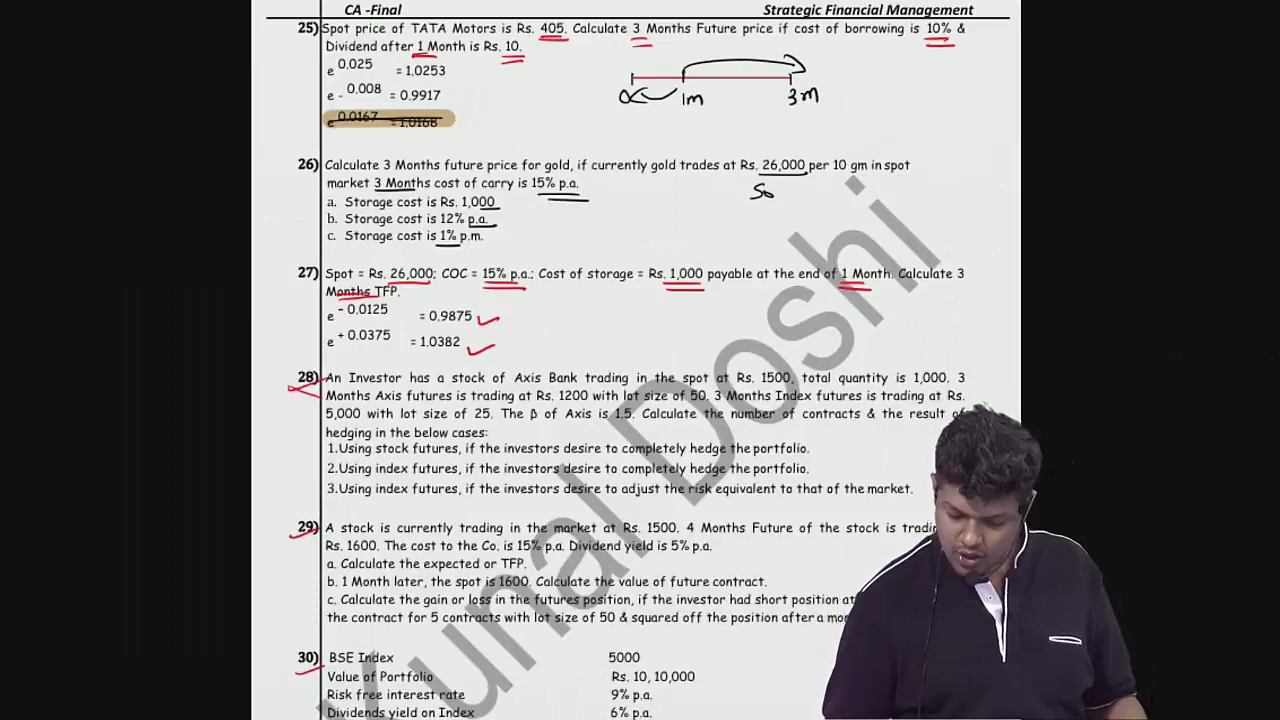 CA -Final Strategic Financial Management
25) Spot price of TATA Motors is Rs. 405. Calculate 3 Months Future price if cost of borrowing is 10% &
Dividend after 1 Month is Rs. 10.
e 0.025 = 1.0253
e - 0.008 = 0.9917
e 0.0167 = 1.0168
1m 3m
26) Calculate 3 Months future price for gold, if currently gold trades at Rs. 26,000 per 10 gm in spot
market 3 Months cost of carry is 15% p.a.
So
a. Storage cost is Rs. 1,000
b. Storage cost is 12% p.a.
c. Storage cost is 1% p.m.
27) Spot = Rs. 26,000; COC = 15% p.a.; Cost of storage = Rs. 1,000 payable at the end of 1 Month. Calculate 3
Months TFP.
e - 0.0125 = 0.9875
e + 0.0375 = 1.0382
28) An Investor has a stock of Axis Bank trading in the spot at Rs. 1500, total quantity is 1,000. 3
Months Axis futures is trading at Rs. 1200 with lot size of 50. 3 Months Index futures is trading at Rs.
5,000 with lot size of 25. The β of Axis is 1.5. Calculate the number of contracts & the result of
hedging in the below cases:
1.Using stock futures, if the investors desire to completely hedge the portfolio.
2.Using index futures, if the investors desire to completely hedge the portfolio.
3.Using index futures, if the investors desire to adjust the risk equivalent to that of the market.
29) A stock is currently trading in the market at Rs. 1500. 4 Months Future of the stock is tradin
Rs. 1600. The cost to the Co. is 15% p.a. Dividend yield is 5% p.a.
a. Calculate the expected or TFP.
b. 1 Month later, the spot is 1600. Calculate the value of future contract.
c. Calculate the gain or loss in the futures position, if the investor had short position at
the contract for 5 contracts with lot size of 50 & squared off the position after a mon
30) BSE Index 5000
Value of Portfolio Rs. 10, 10,000
Risk free interest rate 9% p.a.
Dividends yield on Index 6% p.a.
Kunal Doshi